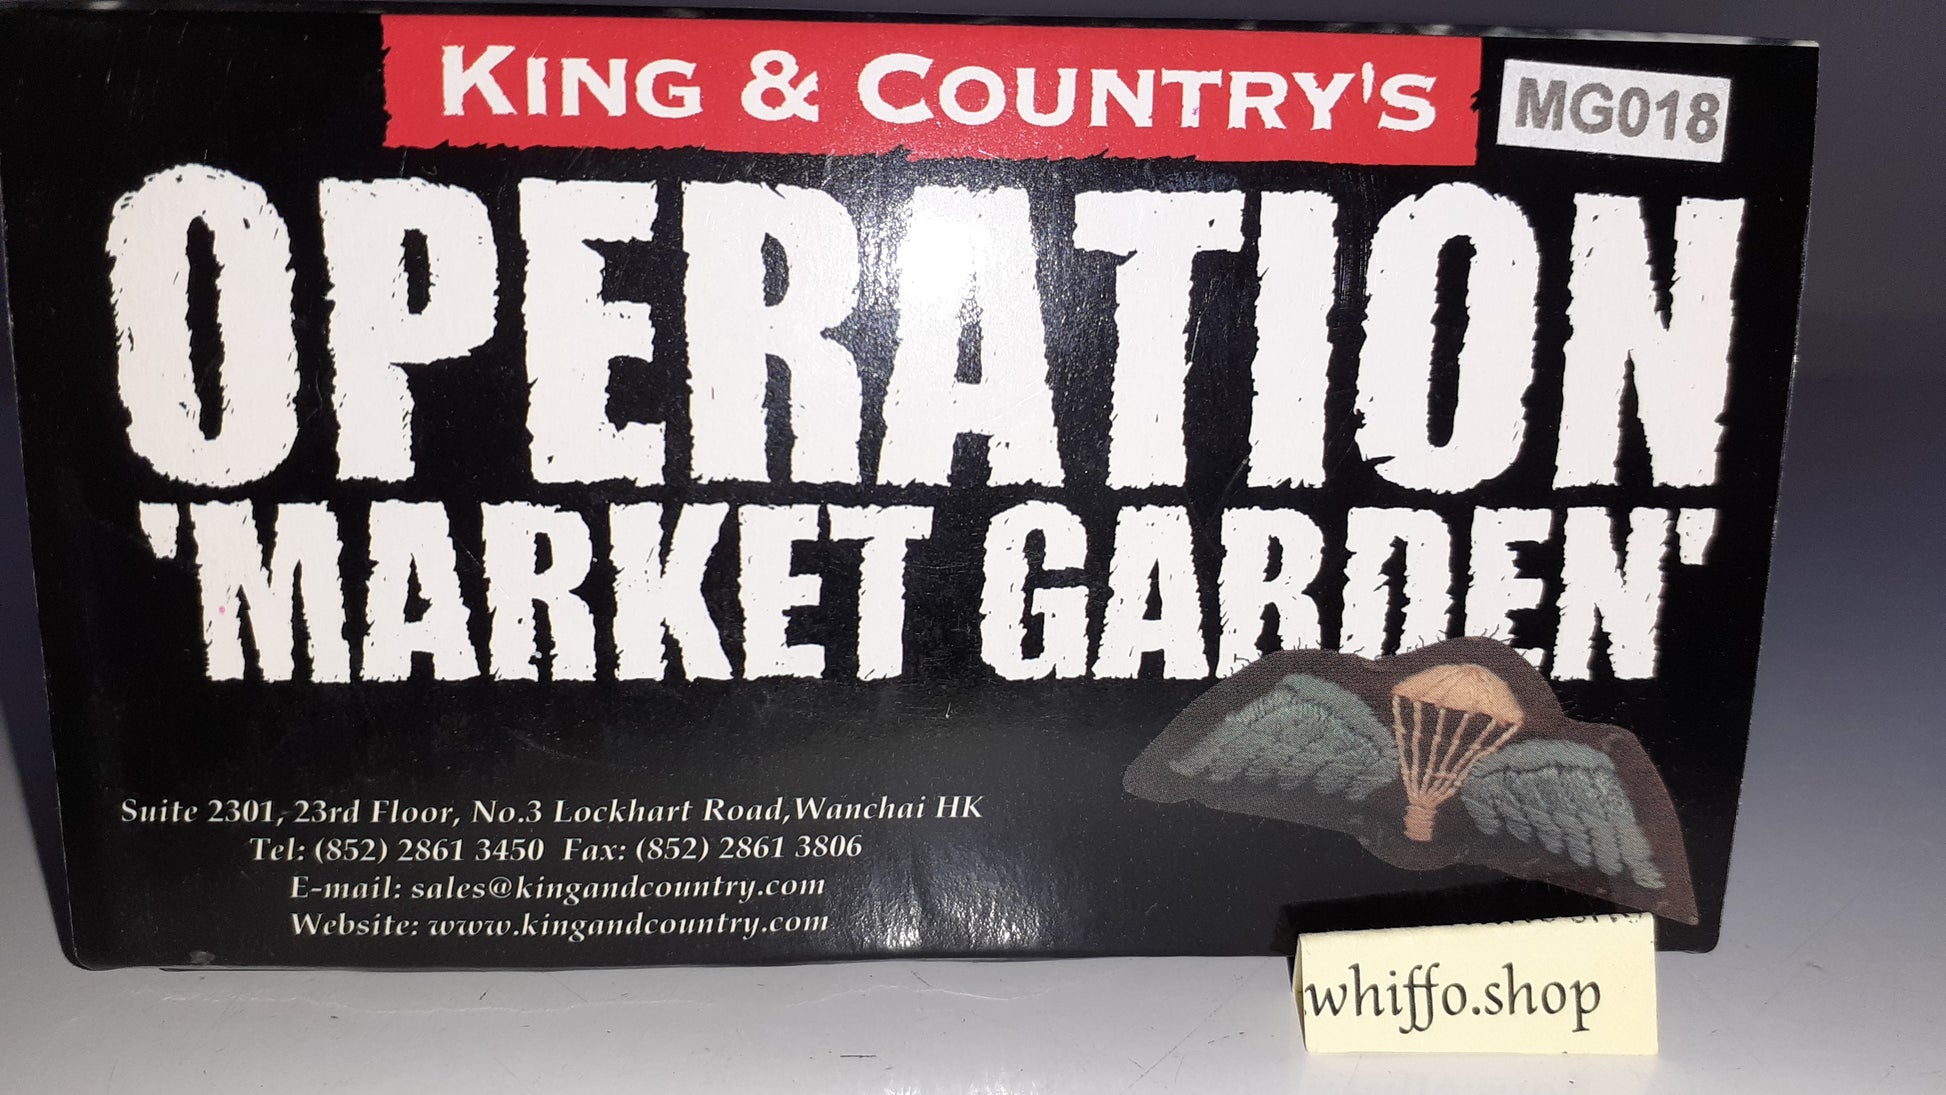 KING & COUNTRY'S
MG018
OPERATION
'MARKET GARDEN'
Suite 2301, 23rd Floor, No.3 Lockhart Road,Wanchai HK
Tel: (852) 2861 3450 Fax: (852) 2861 3806
E-mail: sales@kingandcountry.com
Website: www.kingandcountry.com
whiffo.shop